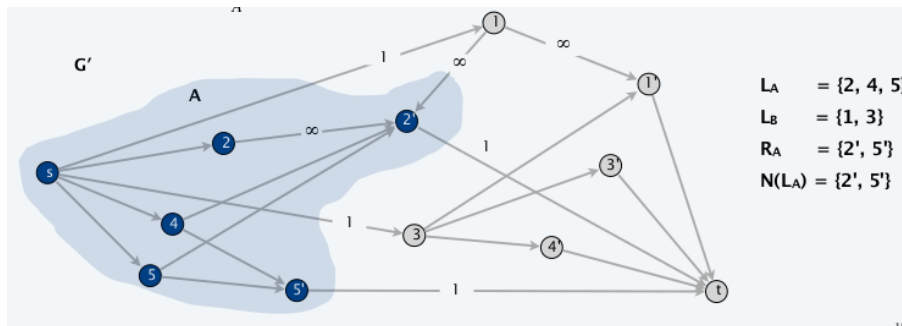 A
1
∞
1
G'
∞
1'
LA = {2, 4, 5}
A
2'
LB = {1, 3}
2
∞
1
RA = {2', 5'}
s
3'
N(LA) = {2', 5'}
4
1
3
4'
5
5'
1
t